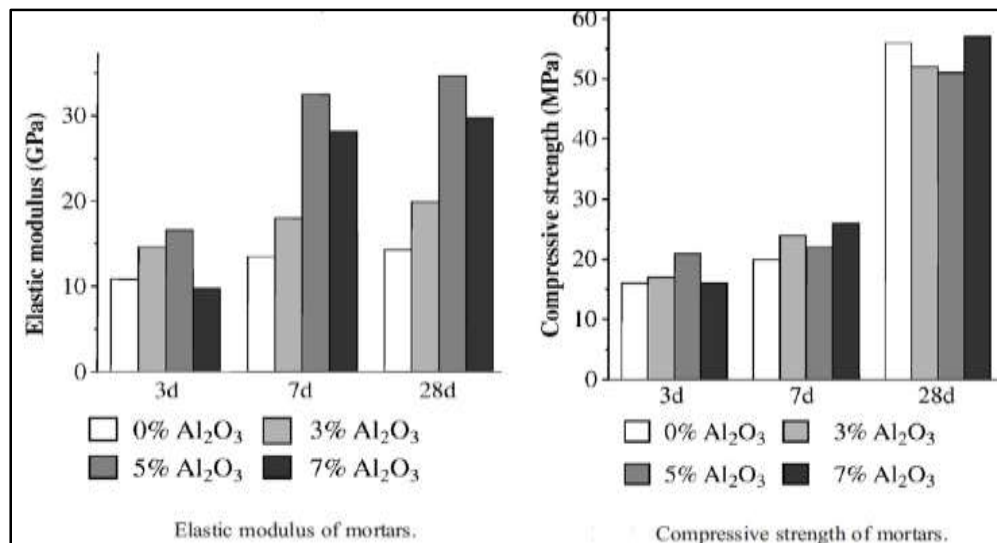 Elastic modulus (GPa)
30
20
10
0
3d 7d 28d
0% Al₂O₃ 3% Al₂O₃
5% Al₂O₃ 7% Al₂O₃
Elastic modulus of mortars.
Compressive strength (MPa)
60
50
40
30
20
10
0
3d 7d 28d
0% Al₂O₃ 3% Al₂O₃
5% Al₂O₃ 7% Al₂O₃
Compressive strength of mortars.